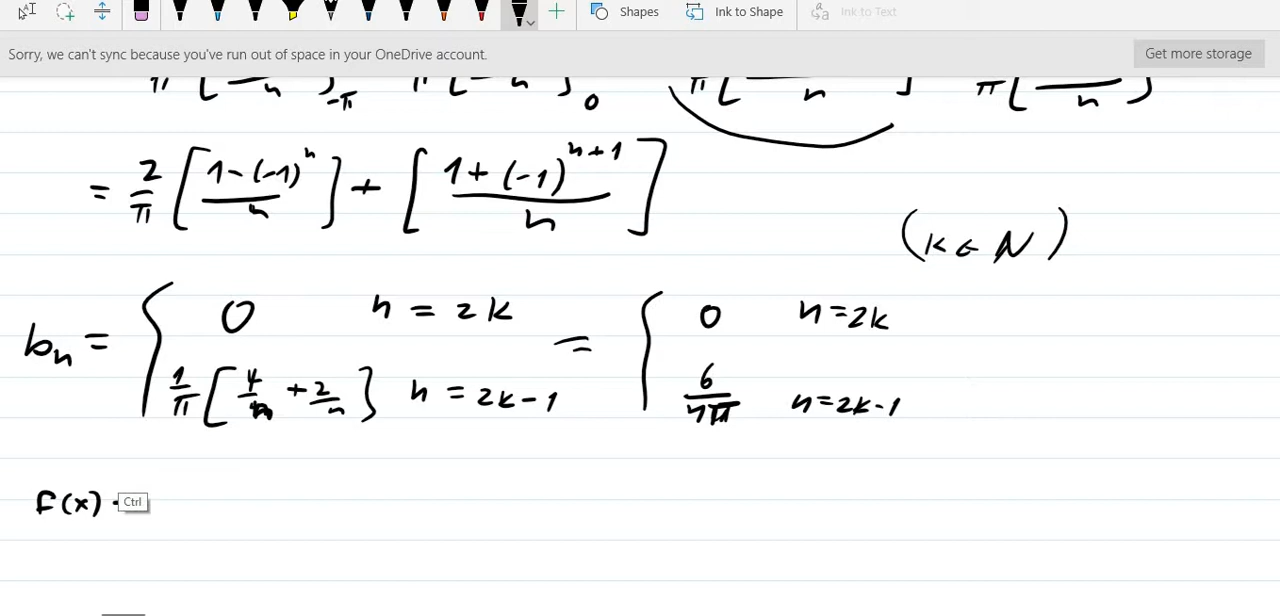 Shapes Ink to Shape Ink to Text
Sorry, we can't sync because you've run out of space in your OneDrive account. Get more storage
π [ n ]-π π [ n ]0 π [ n ] π [ n ]
= 2/π [ (1-(-1)^n)/n ] + [ (1+(-1)^(n+1))/n ]
(k∈N)
bn = { 0 n = 2k = { 0 n=2k
1/π [ 4/n + 2/n ] n = 2k-1 6/nπ n=2k-1
F(x) Ctrl